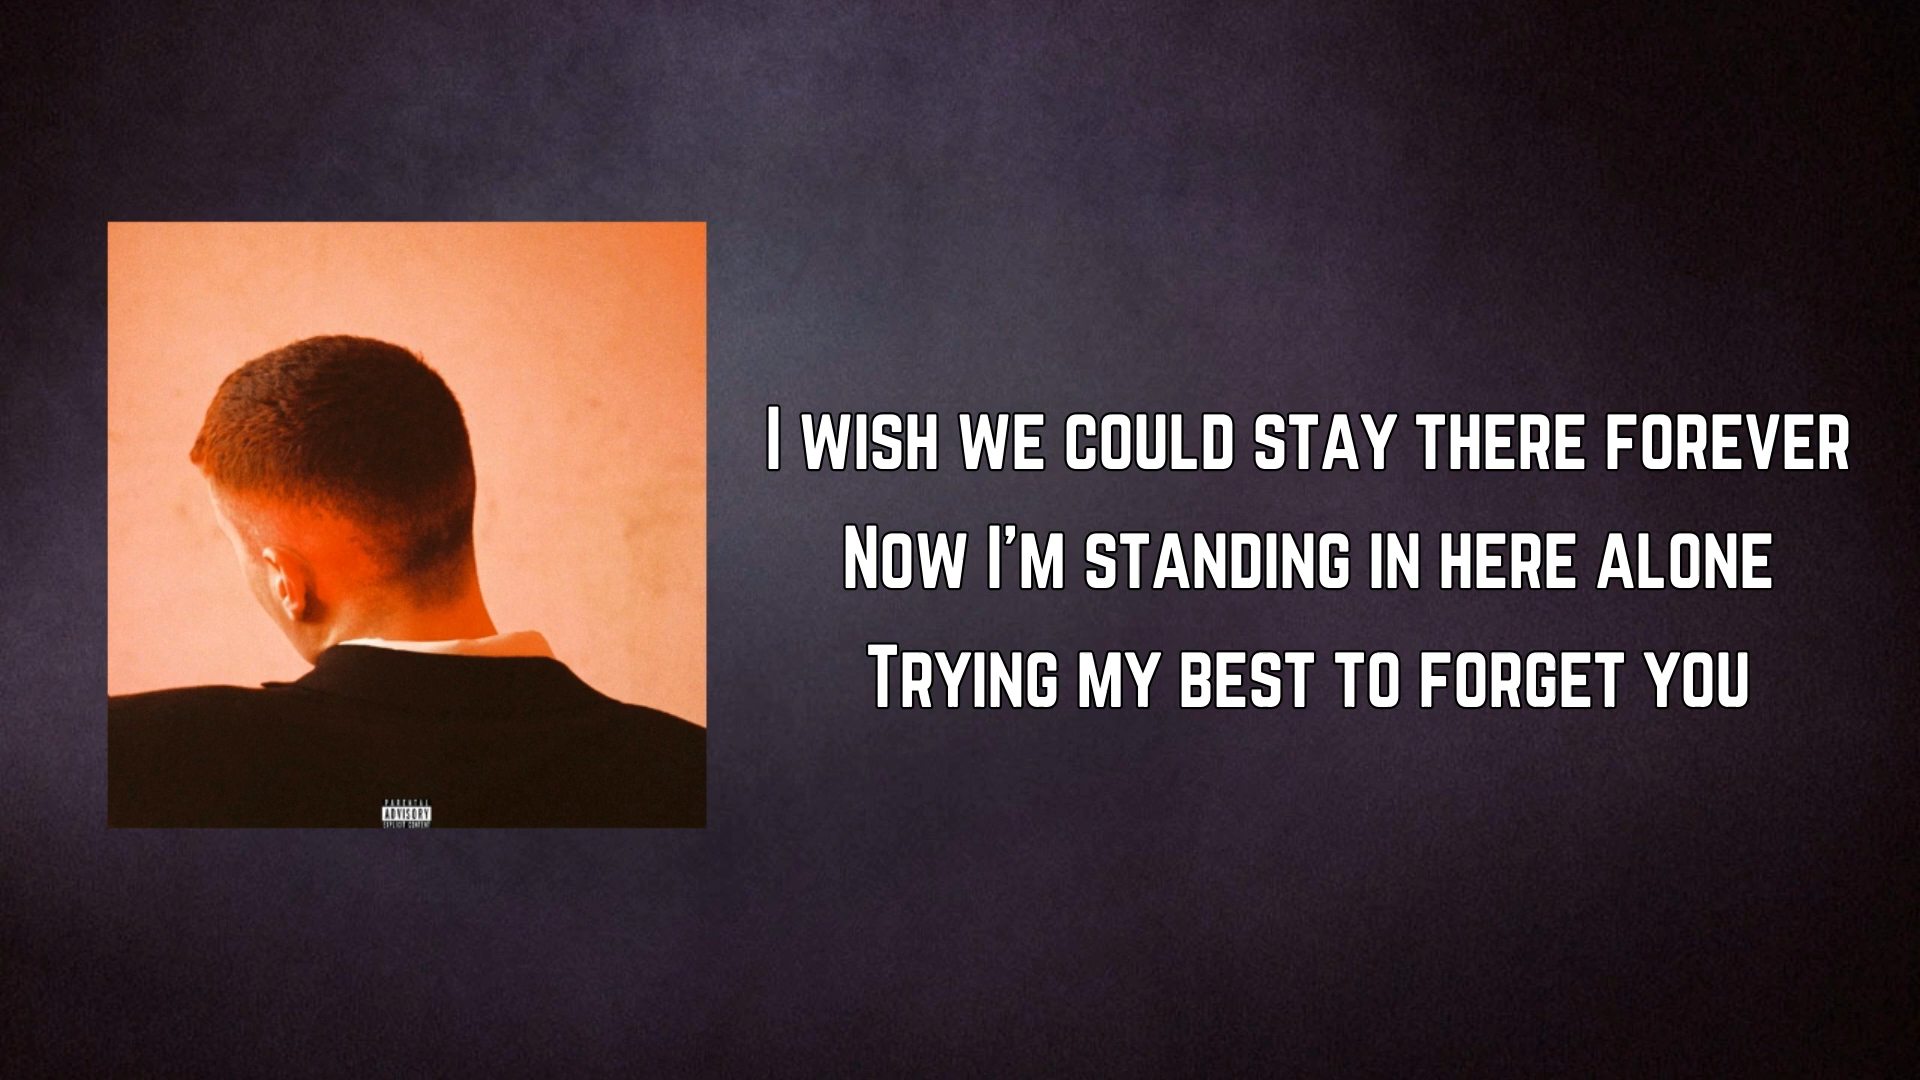 I wish we could stay there forever
Now I'm standing in here alone
Trying my best to forget you
PARENTAL
ADVISORY
EXPLICIT CONTENT